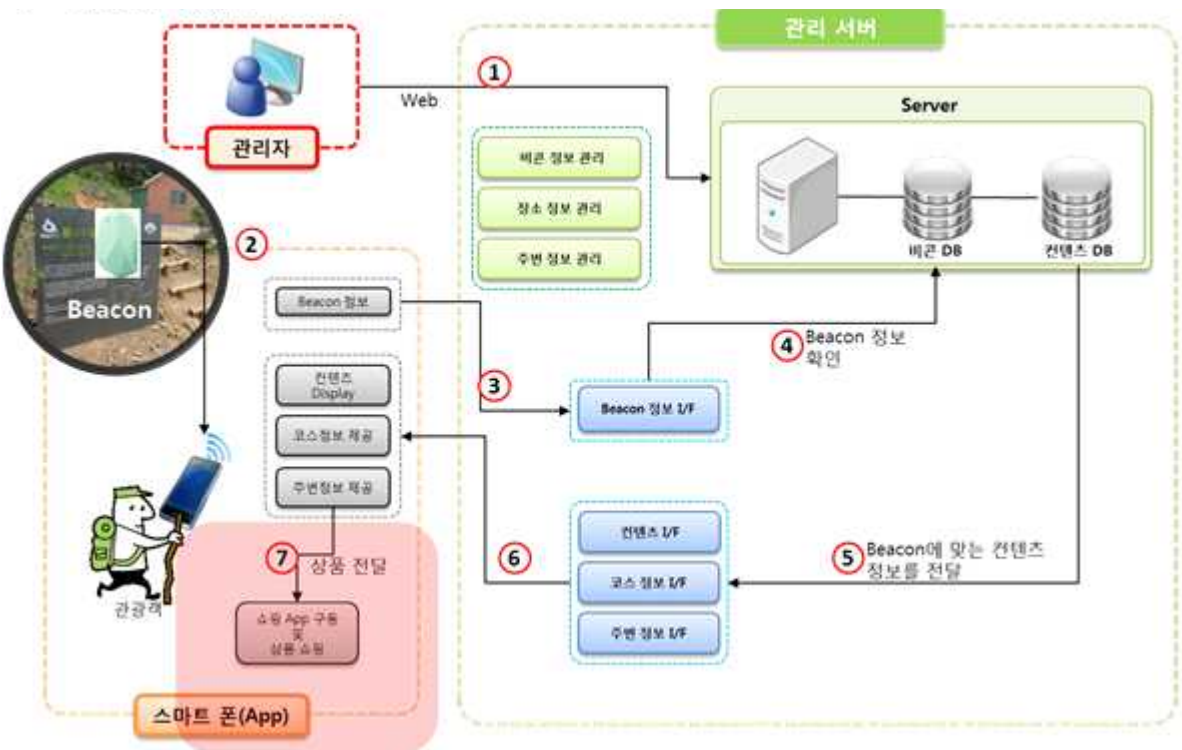 관리 서버
①
Web
Server
관리자
비콘 정보 관리
장소 정보 관리
주변 정보 관리
비콘 DB
컨텐츠 DB
②
Beacon
Beacon 정보
③
④
Beacon 정보
확인
컨텐츠
Display
코스정보 제공
주변정보 제공
Beacon 정보 I/F
⑦
상품 전달
⑥
컨텐츠 I/F
코스 정보 I/F
주변 정보 I/F
⑤
Beacon에 맞는 컨텐츠
정보를 전달
관광객
쇼핑 App 구동
및
상품 쇼핑
스마트 폰(App)